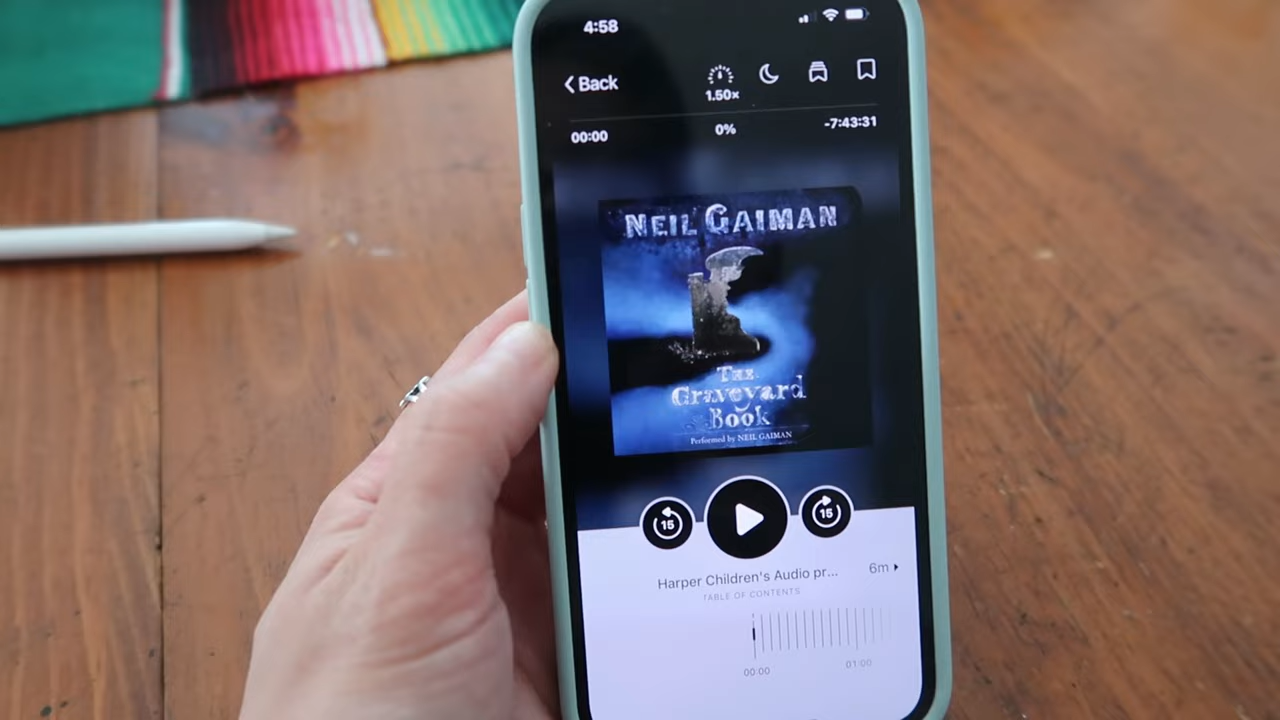 4:58
Back
1.50×
00:00 0% -7:43:31
NEIL GAIMAN
THE
Graveyard
Book
Performed by NEIL GAIMAN
15 15
Harper Children's Audio pr... 6m
TABLE OF CONTENTS
00:00 01:00